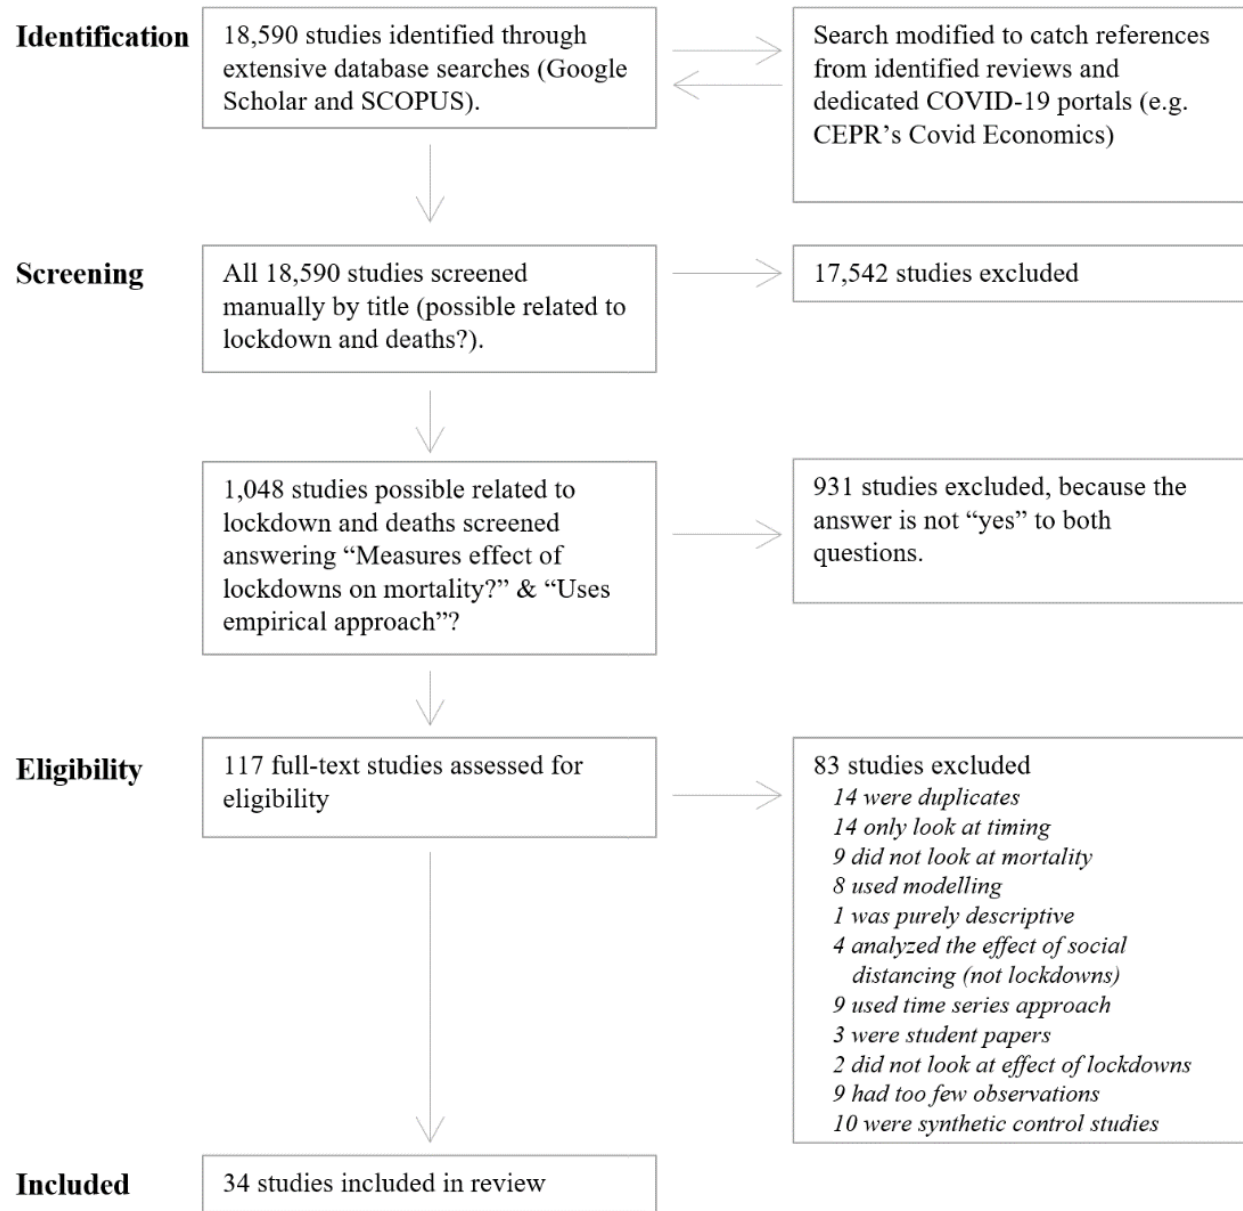 Identification
18,590 studies identified through
extensive database searches (Google
Scholar and SCOPUS).
Search modified to catch references
from identified reviews and
dedicated COVID-19 portals (e.g.
CEPR's Covid Economics)
Screening
All 18,590 studies screened
manually by title (possible related to
lockdown and deaths?).
17,542 studies excluded
1,048 studies possible related to
lockdown and deaths screened
answering “Measures effect of
lockdowns on mortality?” & “Uses
empirical approach”?
931 studies excluded, because the
answer is not “yes” to both
questions.
Eligibility
117 full-text studies assessed for
eligibility
83 studies excluded
14 were duplicates
14 only look at timing
9 did not look at mortality
8 used modelling
1 was purely descriptive
4 analyzed the effect of social
distancing (not lockdowns)
9 used time series approach
3 were student papers
2 did not look at effect of lockdowns
9 had too few observations
10 were synthetic control studies
Included
34 studies included in review